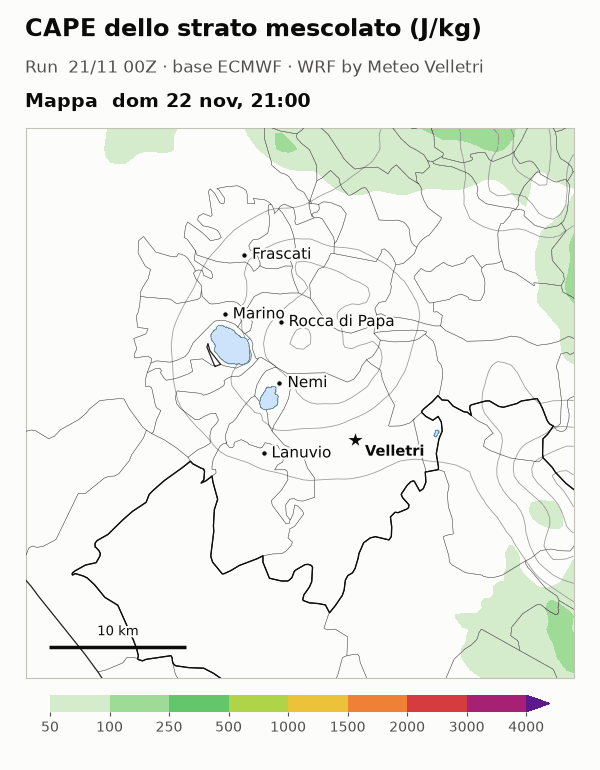 CAPE dello strato mescolato (J/kg)
Run  21/11 00Z · base ECMWF · WRF by Meteo Velletri
Mappa  dom 22 nov, 21:00
Frascati
Marino
Rocca di Papa
Nemi
Velletri
Lanuvio
10 km
50 100 250 500 1000 1500 2000 3000 4000